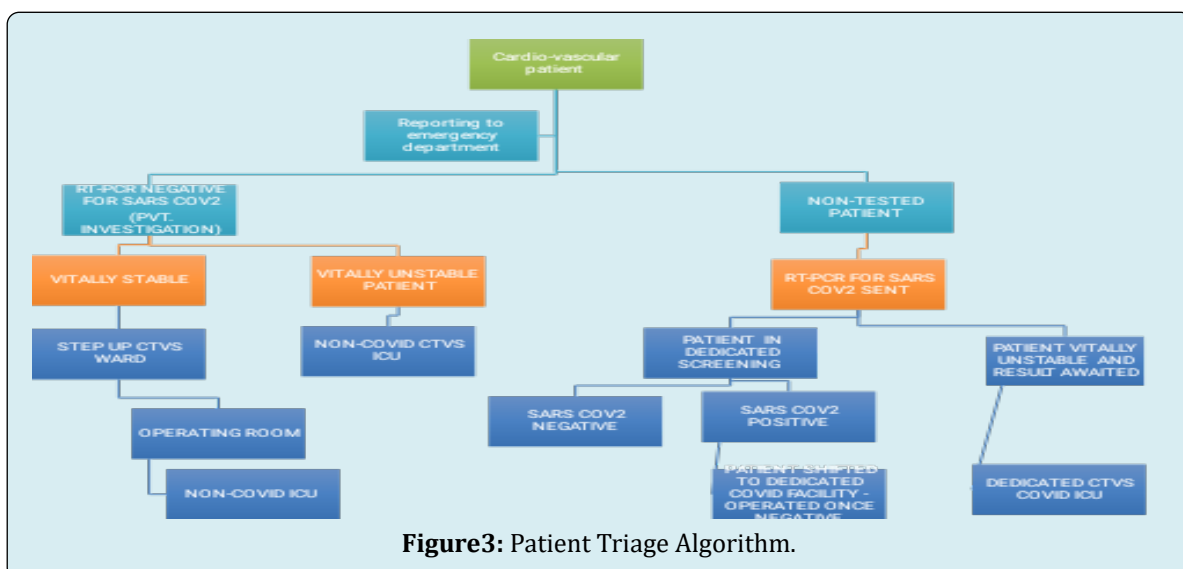 Cardio-vascular
patient
Reporting to
emergency
department
RT-PCR NEGATIVE
FOR SARS COV2
(PVT.
INVESTIGATION)
NON-TESTED
PATIENT
VITALLY STABLE
VITALLY UNSTABLE
PATIENT
RT-PCR FOR SARS
COV2 SENT
STEP UP CTVS
WARD
NON-COVID CTVS
ICU
PATIENT IN
DEDICATED
SCREENING
PATIENT VITALLY
UNSTABLE AND
RESULT AWAITED
OPERATING ROOM
SARS COV2
NEGATIVE
SARS COV2
POSITIVE
NON-COVID ICU
PATIENT SHIFTED
TO DEDICATED
COVID FACILITY -
OPERATED ONCE
NEGATIVE
DEDICATED CTVS
COVID ICU
Figure3: Patient Triage Algorithm.